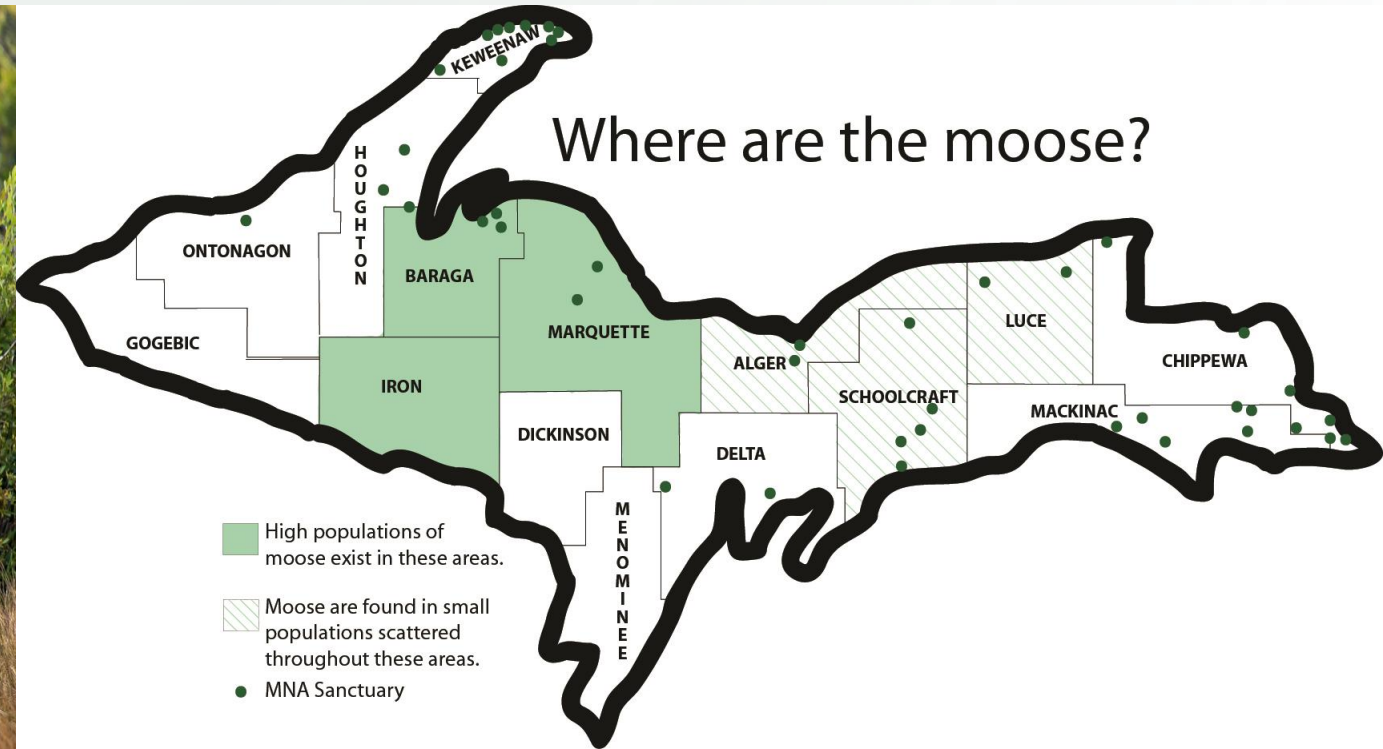 KEWEENAW
Where are the moose?
HOUGHTON
ONTONAGON
BARAGA
GOGEBIC
MARQUETTE
IRON
ALGER
LUCE
CHIPPEWA
SCHOOLCRAFT
MACKINAC
DICKINSON
DELTA
MENOMINEE
High populations of
moose exist in these areas.
Moose are found in small
populations scattered
throughout these areas.
MNA Sanctuary